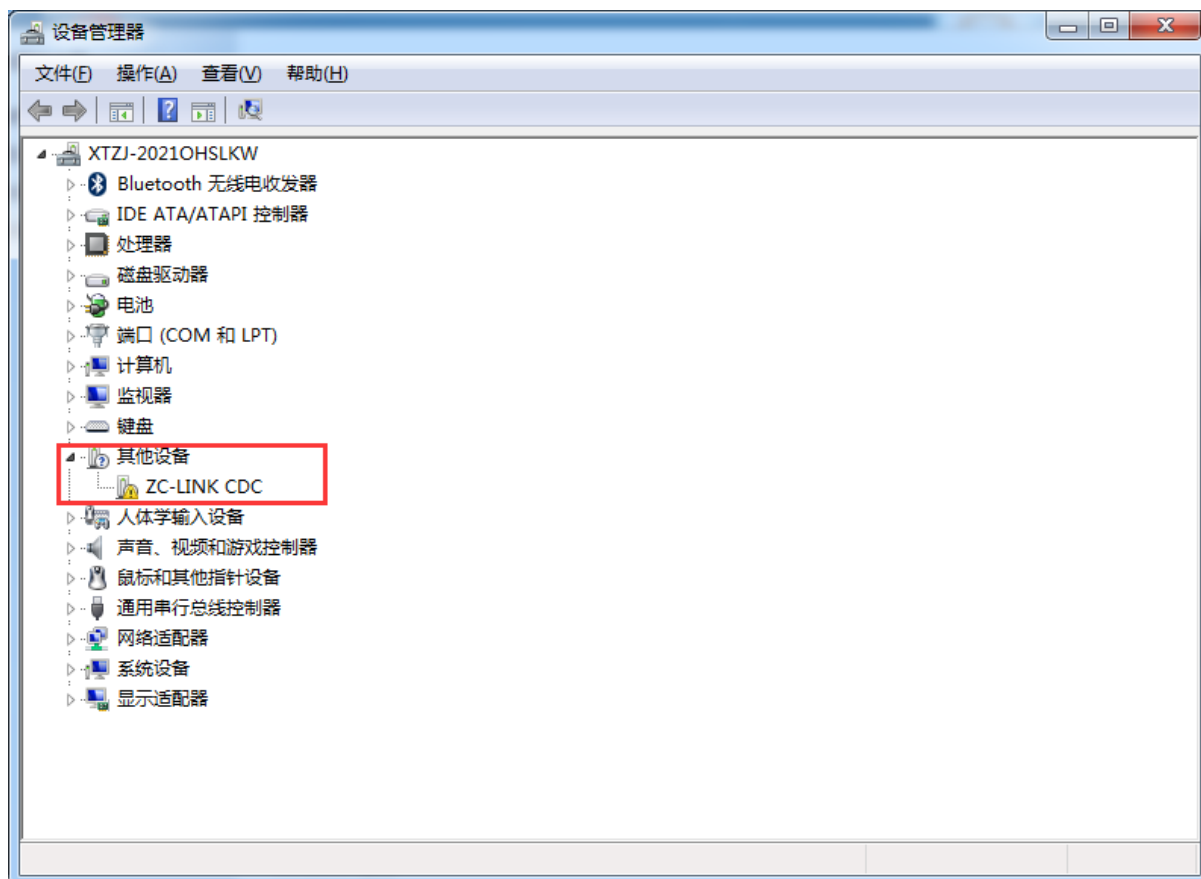 设备管理器
文件(F) 操作(A) 查看(V) 帮助(H)
XTZJ-2021OHSLKW
Bluetooth 无线电收发器
IDE ATA/ATAPI 控制器
处理器
磁盘驱动器
电池
端口 (COM 和 LPT)
计算机
监视器
键盘
其他设备
ZC-LINK CDC
人体学输入设备
声音、视频和游戏控制器
鼠标和其他指针设备
通用串行总线控制器
网络适配器
系统设备
显示适配器